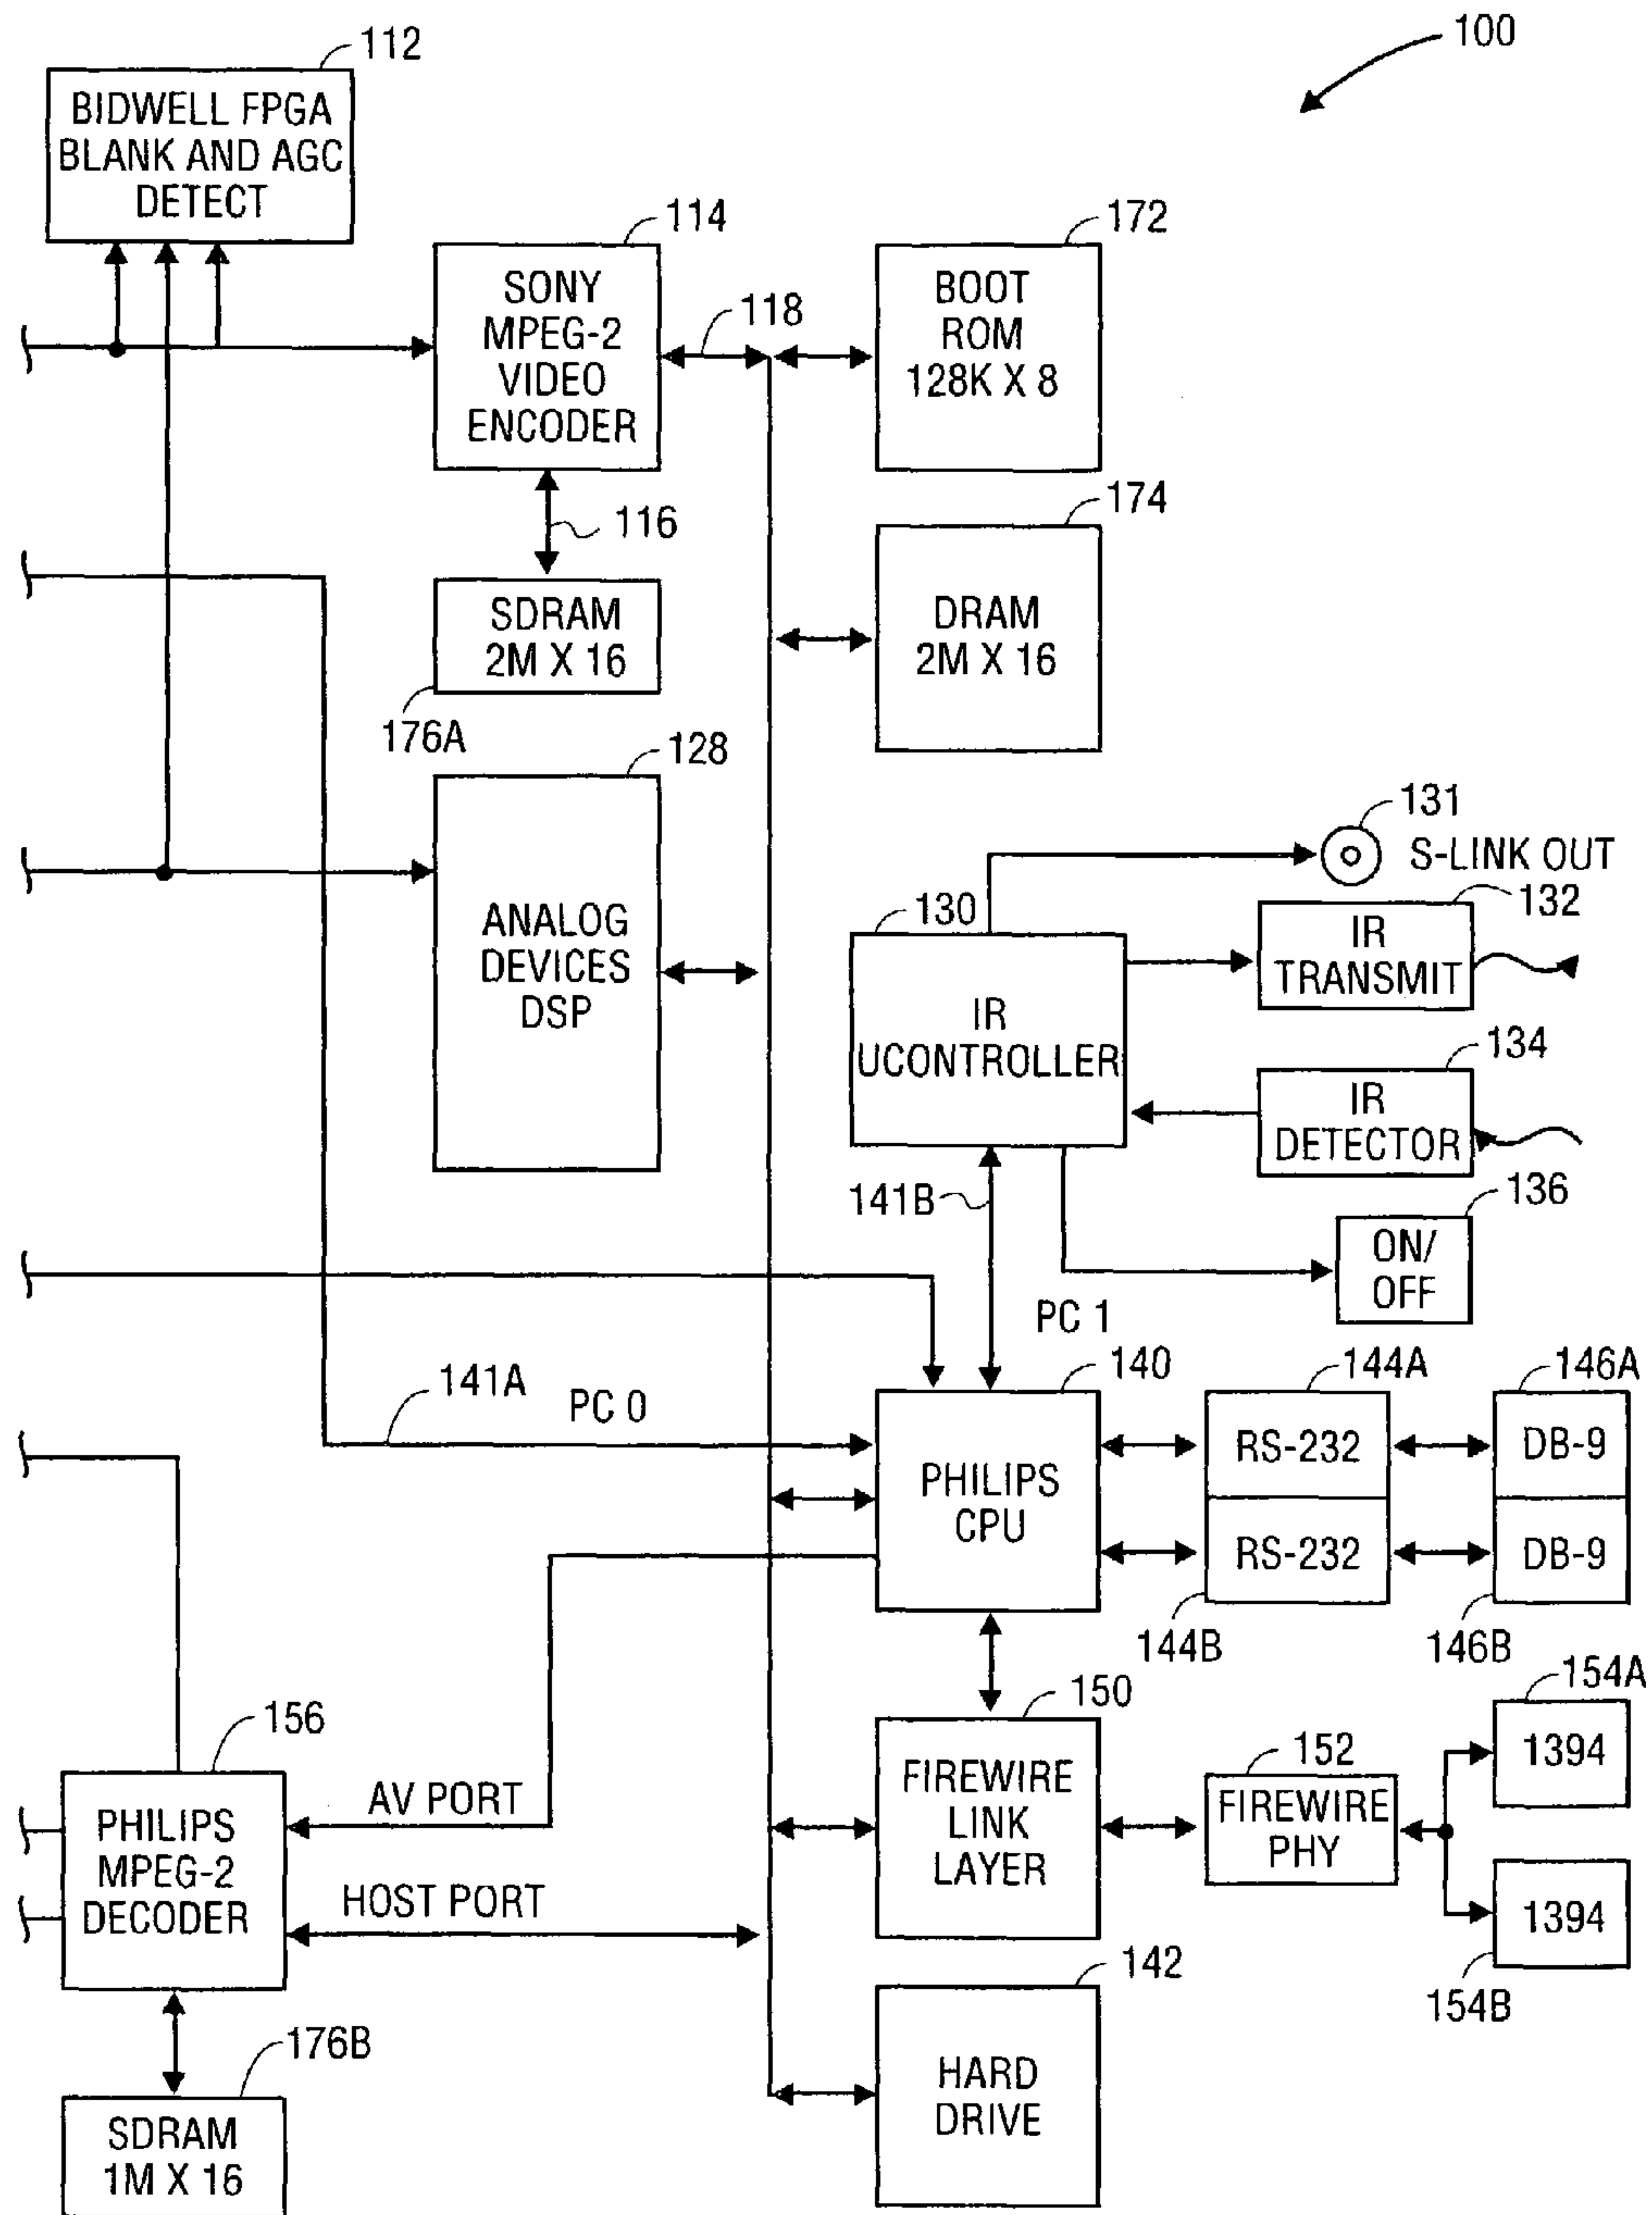 100
112
BIDWELL FPGA
BLANK AND AGC
DETECT
114
SONY
MPEG-2
VIDEO
ENCODER
118
172
BOOT
ROM
128K X 8
116
174
DRAM
2M X 16
SDRAM
2M X 16
176A
128
ANALOG
DEVICES
DSP
131
S-LINK OUT
130
IR
UCONTROLLER
132
IR
TRANSMIT
134
IR
DETECTOR
141B
136
ON/
OFF
PC 1
141A
PC 0
140
PHILIPS
CPU
144A
RS-232
RS-232
144B
146A
DB-9
DB-9
146B
156
PHILIPS
MPEG-2
DECODER
AV PORT
HOST PORT
150
FIREWIRE
LINK
LAYER
152
FIREWIRE
PHY
154A
1394
1394
154B
142
HARD
DRIVE
176B
SDRAM
1M X 16